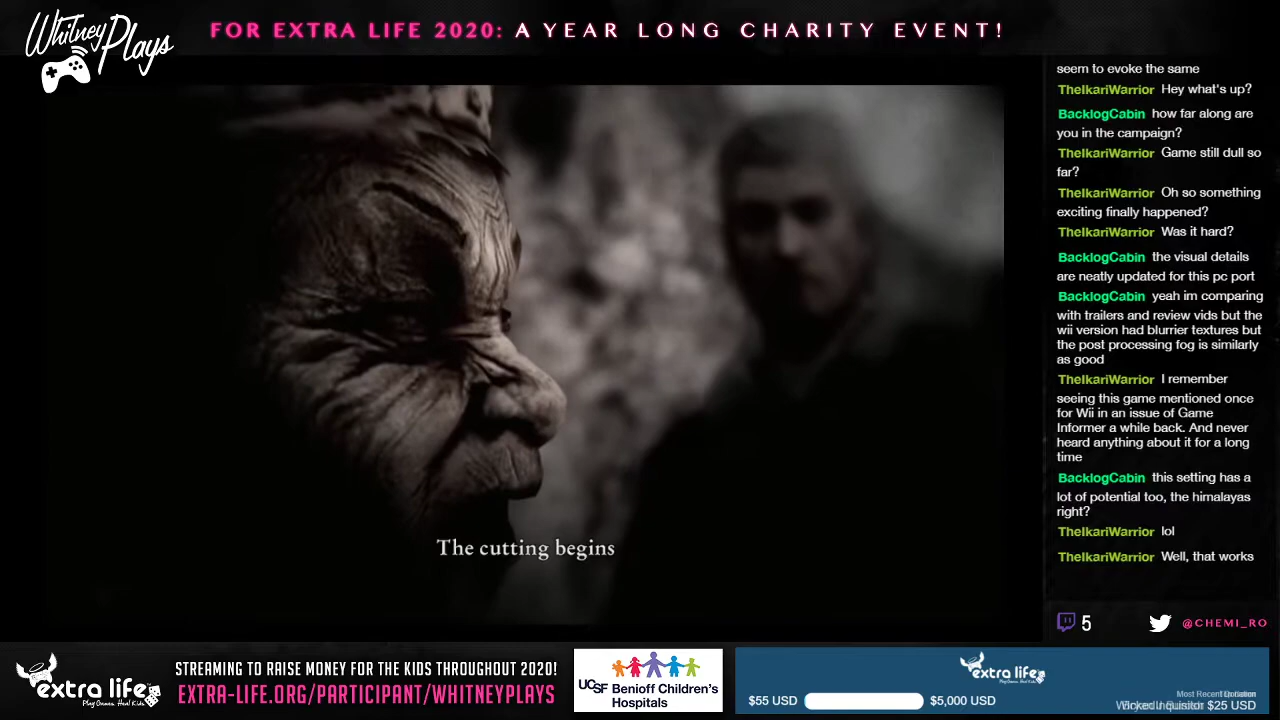 Whitney Plays
FOR EXTRA LIFE 2020: A YEAR LONG CHARITY EVENT!
seem to evoke the same
TheIkariWarrior Hey what's up?
BacklogCabin how far along are
you in the campaign?
TheIkariWarrior Game still dull so
far?
TheIkariWarrior Oh so something
exciting finally happened?
TheIkariWarrior Was it hard?
BacklogCabin the visual details
are neatly updated for this pc port
BacklogCabin yeah im comparing
with trailers and review vids but the
wii version had blurrier textures but
the post processing fog is similarly
as good
TheIkariWarrior I remember
seeing this game mentioned once
for Wii in an issue of Game
Informer a while back. And never
heard anything about it for a long
time
BacklogCabin this setting has a
lot of potential too, the himalayas
right?
TheIkariWarrior lol
TheIkariWarrior Well, that works
The cutting begins
5 @CHEMI_RO
extra life
Play Games. Heal Kids.
STREAMING TO RAISE MONEY FOR THE KIDS THROUGHOUT 2020!
EXTRA-LIFE.ORG/PARTICIPANT/WHITNEYPLAYS
UCSF Benioff Children's
Hospitals
extra life
Play Games. Heal Kids.
$55 USD $5,000 USD
$25 USD